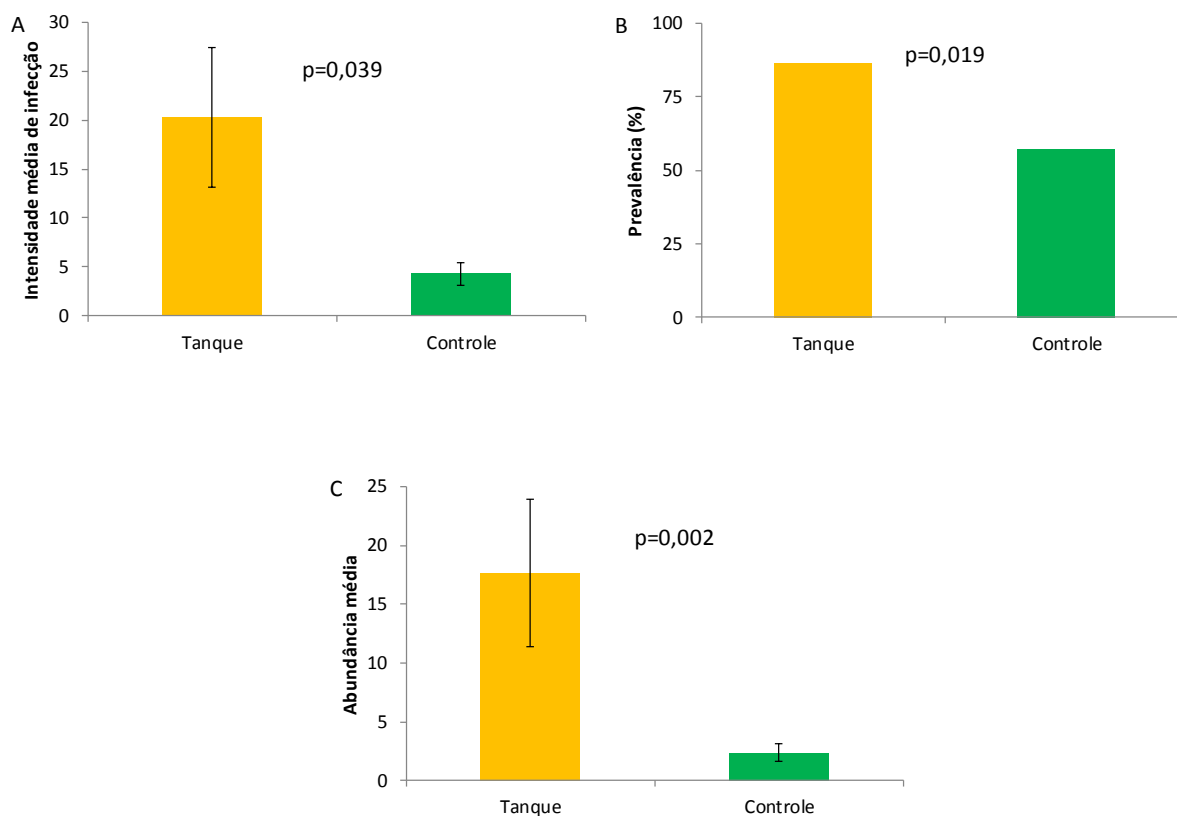 A
Intensidade média de infecção
30
25
20
15
10
5
0
p=0,039
Tanque Controle
B
Prevalência (%)
100
75
50
25
0
p=0,019
Tanque Controle
C
Abundância média
25
20
15
10
5
0
p=0,002
Tanque Controle